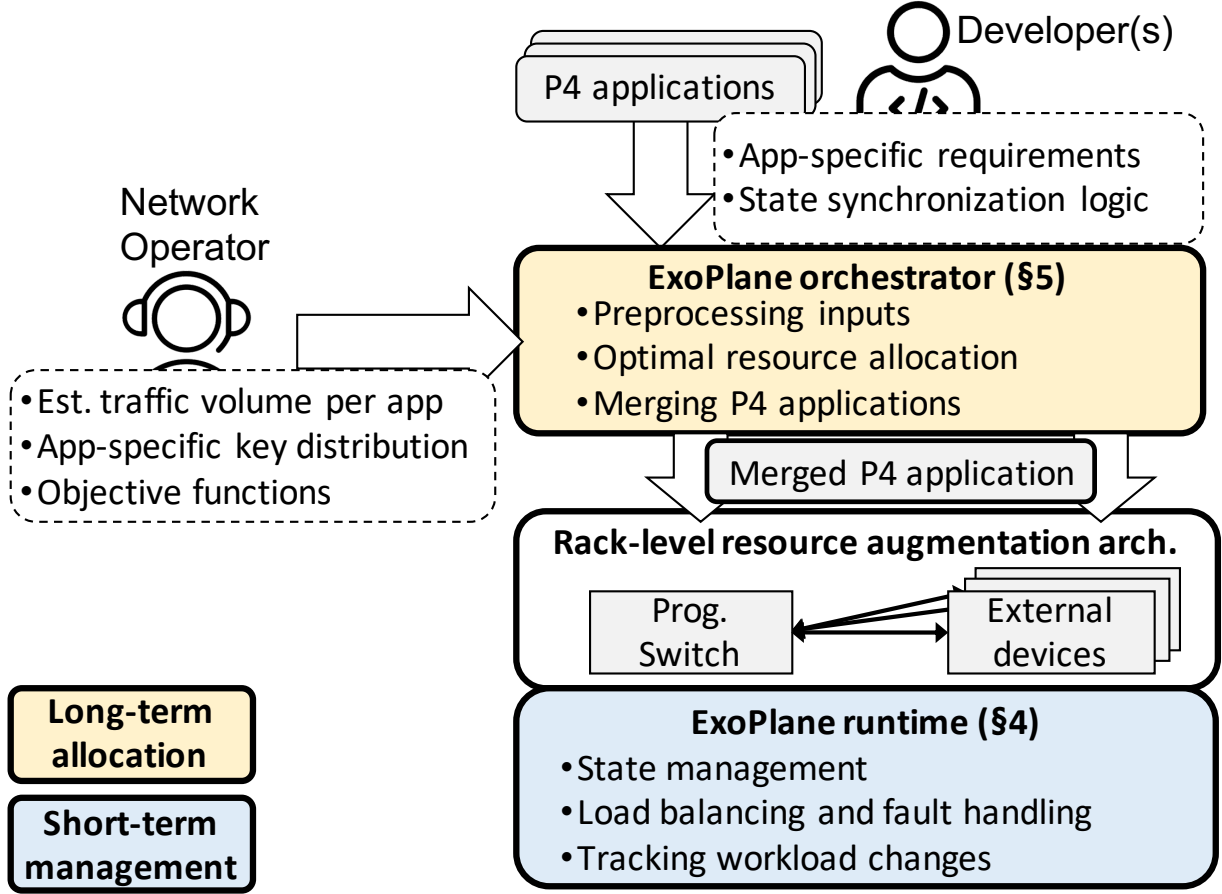 Developer(s)
P4 applications
•App-specific requirements
•State synchronization logic
Network
Operator
•Est. traffic volume per app
•App-specific key distribution
•Objective functions
ExoPlane orchestrator (§5)
•Preprocessing inputs
•Optimal resource allocation
•Merging P4 applications
Merged P4 application
Rack-level resource augmentation arch.
Prog.
Switch
External
devices
ExoPlane runtime (§4)
•State management
•Load balancing and fault handling
•Tracking workload changes
Long-term
allocation
Short-term
management